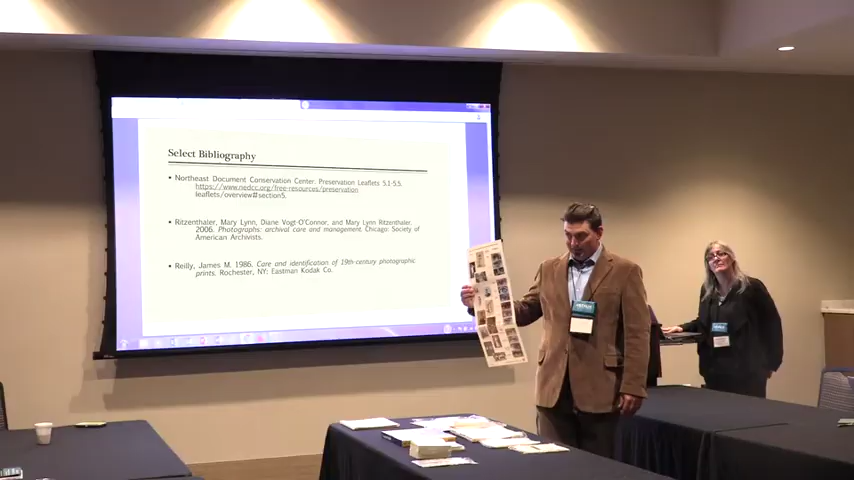 Select Bibliography
• Northeast Document Conservation Center. Preservation Leaflets 5.1-5.5.
https://www.nedcc.org/free-resources/preservation
leaflets/overview#section5.
• Ritzenthaler, Mary Lynn, Diane Vogt-O'Connor, and Mary Lynn Ritzenthaler.
2006. Photographs: archival care and management. Chicago: Society of
American Archivists.
• Reilly, James M. 1986. Care and identification of 19th-century photographic
prints. Rochester, NY: Eastman Kodak Co.